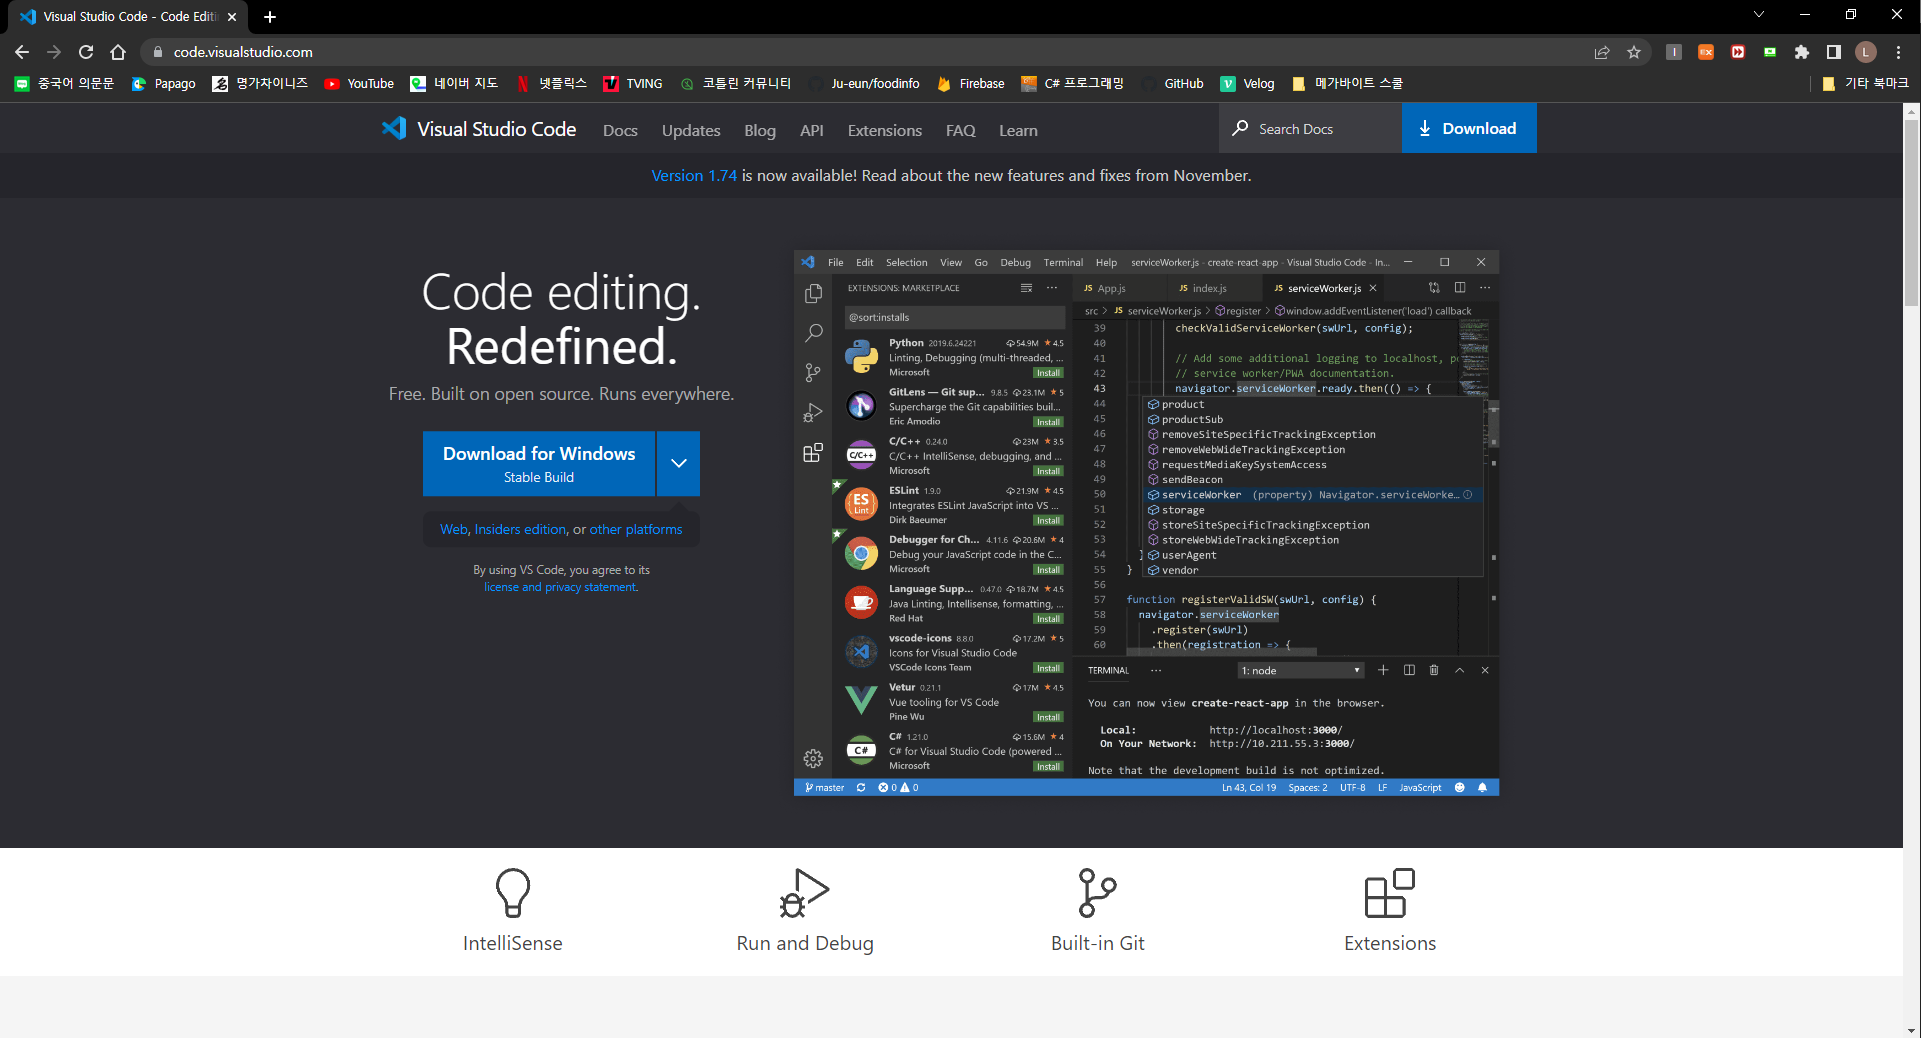 Visual Studio Code - Code Editi
code.visualstudio.com
중국어 의문문 Papago 명가차이니즈 YouTube 네이버 지도 넷플릭스 TVING 코틀린 커뮤니티 Ju-eun/foodinfo Firebase C# 프로그래밍 GitHub Velog 메가바이트 스쿨 기타 북마크
Visual Studio Code Docs Updates Blog API Extensions FAQ Learn Search Docs Download
Version 1.74 is now available! Read about the new features and fixes from November.
Code editing.
Redefined.
Free. Built on open source. Runs everywhere.
Download for Windows
Stable Build
Web, Insiders edition, or other platforms
By using VS Code, you agree to its
license and privacy statement.
File Edit Selection View Go Debug Terminal Help serviceWorker.js - create-react-app - Visual Studio Code - In...
EXTENSIONS: MARKETPLACE
@sort:installs
Python 2019.6.24221 54.9M 4.5
Linting, Debugging (multi-threaded, ...
Microsoft Install
GitLens — Git sup... 9.8.5 23.1M 5
Supercharge the Git capabilities buil...
Eric Amodio Install
C/C++
C/C++ 0.24.0 23M 3.5
C/C++ IntelliSense, debugging, and ...
Microsoft Install
ES
Lint
ESLint 1.9.0 21.9M 4.5
Integrates ESLint JavaScript into VS ...
Dirk Baeumer Install
Debugger for Ch... 4.11.6 20.6M 4
Debug your JavaScript code in the C...
Microsoft Install
Language Supp... 0.47.0 18.7M 4.5
Java Linting, Intellisense, formatting, ...
Red Hat Install
vscode-icons 8.8.0 17.2M 5
Icons for Visual Studio Code
VSCode Icons Team Install
Vetur 0.21.1 17M 4.5
Vue tooling for VS Code
Pine Wu Install
C#
C# 1.21.0 15.6M 4
C# for Visual Studio Code (powered ...
Microsoft Install
JS App.js JS index.js JS serviceWorker.js
src > JS serviceWorker.js > register > window.addEventListener('load') callback
39 checkValidServiceWorker(swUrl, config);
40
41 // Add some additional logging to localhost, po
42 // service worker/PWA documentation.
43 navigator.serviceWorker.ready.then(() => {
44 product
45 productSub
46 removeSiteSpecificTrackingException
47 removeWebWideTrackingException
48 requestMediaKeySystemAccess
49 sendBeacon
50 serviceWorker (property) Navigator.serviceWorke...
51 storage
52 storeSiteSpecificTrackingException
53 storeWebWideTrackingException
54 } userAgent
55 } vendor
56
57 function registerValidSW(swUrl, config) {
58 navigator.serviceWorker
59 .register(swUrl)
60 .then(registration => {
TERMINAL ... 1: node
You can now view create-react-app in the browser.
Local: http://localhost:3000/
On Your Network: http://10.211.55.3:3000/
Note that the development build is not optimized.
master 0 0 Ln 43, Col 19 Spaces: 2 UTF-8 LF JavaScript
IntelliSense
Run and Debug
Built-in Git
Extensions